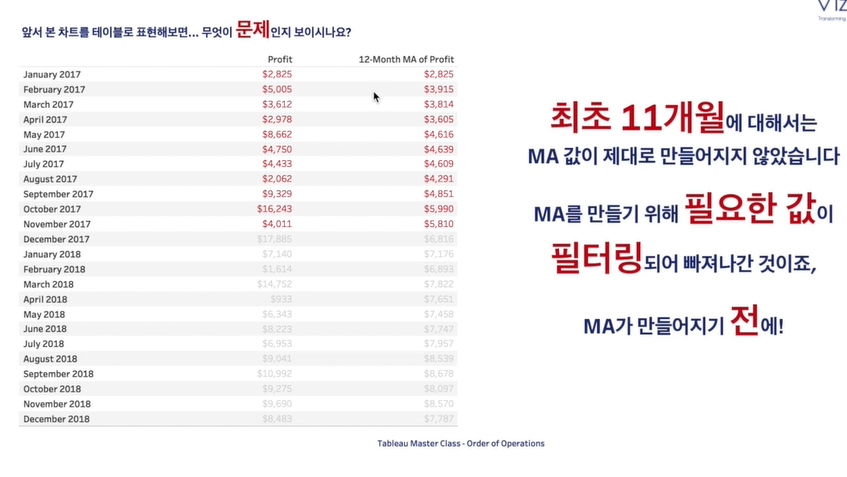 VIZ
Transforming
앞서 본 차트를 테이블로 표현해보면... 무엇이 문제인지 보이시나요?
Profit 12-Month MA of Profit
January 2017 $2,825 $2,825
February 2017 $5,005 $3,915
March 2017 $3,612 $3,814
April 2017 $2,978 $3,605
May 2017 $8,662 $4,616
June 2017 $4,750 $4,639
July 2017 $4,433 $4,609
August 2017 $2,062 $4,291
September 2017 $9,329 $4,851
October 2017 $16,243 $5,990
November 2017 $4,011 $5,810
December 2017 $17,885 $6,816
January 2018 $7,140 $7,176
February 2018 $1,614 $6,893
March 2018 $14,752 $7,822
April 2018 $933 $7,651
May 2018 $6,343 $7,458
June 2018 $8,223 $7,747
July 2018 $6,953 $7,957
August 2018 $9,041 $8,539
September 2018 $10,992 $8,678
October 2018 $9,275 $8,097
November 2018 $9,690 $8,570
December 2018 $8,483 $7,787
최초 11개월에 대해서는
MA 값이 제대로 만들어지지 않았습니다
MA를 만들기 위해 필요한 값이
필터링되어 빠져나간 것이죠,
MA가 만들어지기 전에!
Tableau Master Class - Order of Operations